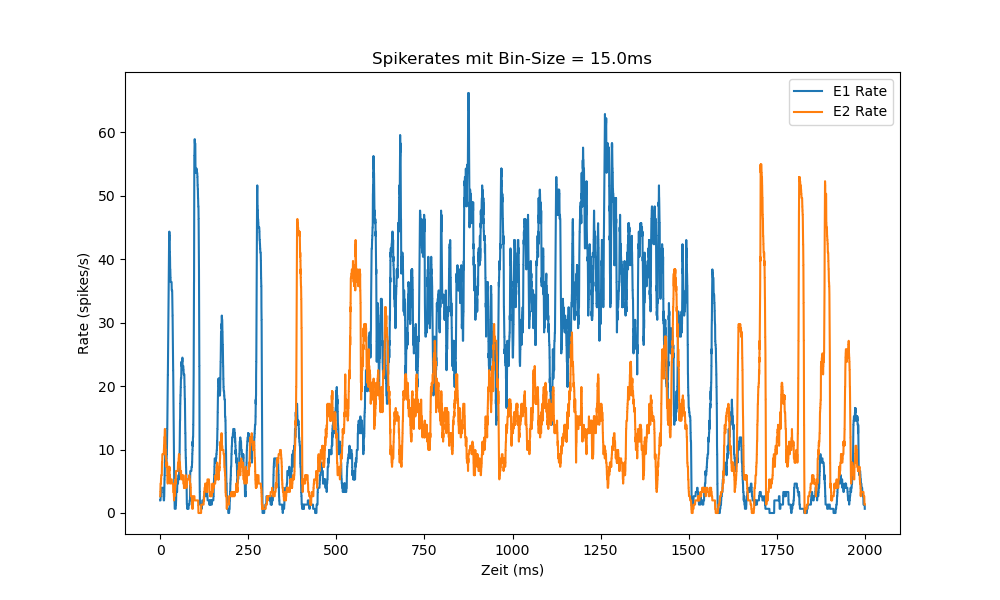 Spikerates mit Bin-Size = 15.0ms
E1 Rate
E2 Rate
Rate (spikes/s)
60
50
40
30
20
10
0
0 250 500 750 1000 1250 1500 1750 2000
Zeit (ms)